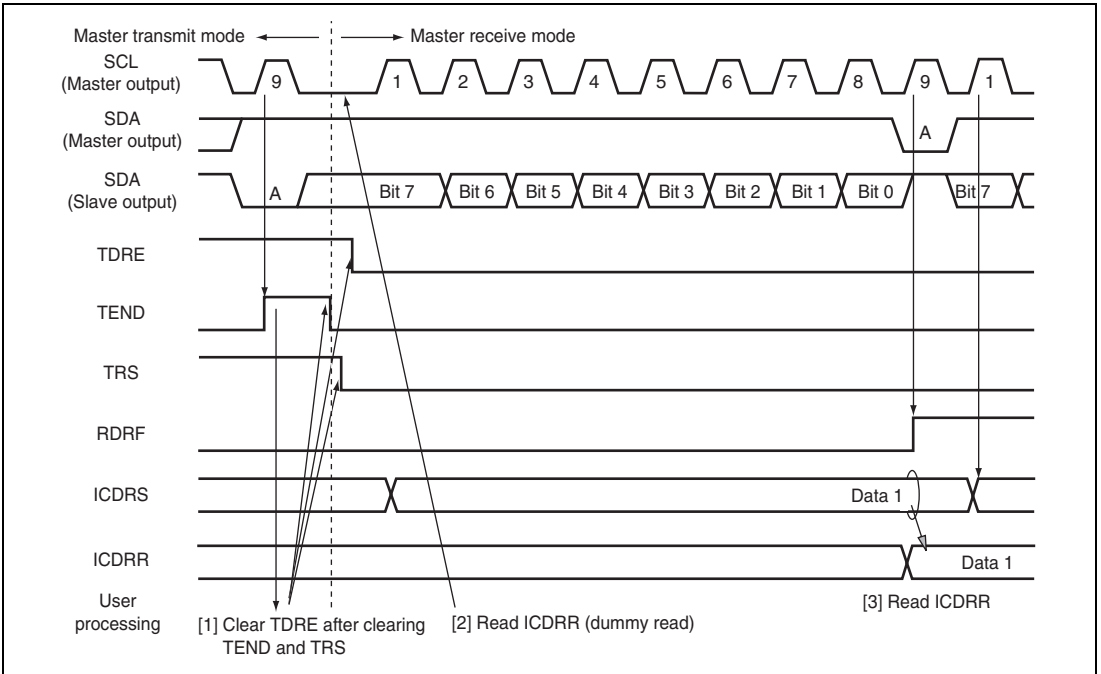 Master transmit mode
Master receive mode
SCL
(Master output)
9
1
2
3
4
5
6
7
8
9
1
SDA
(Master output)
A
SDA
(Slave output)
A
Bit 7
Bit 6
Bit 5
Bit 4
Bit 3
Bit 2
Bit 1
Bit 0
Bit 7
TDRE
TEND
TRS
RDRF
ICDRS
Data 1
ICDRR
Data 1
User
processing
[1] Clear TDRE after clearing
TEND and TRS
[2] Read ICDRR (dummy read)
[3] Read ICDRR